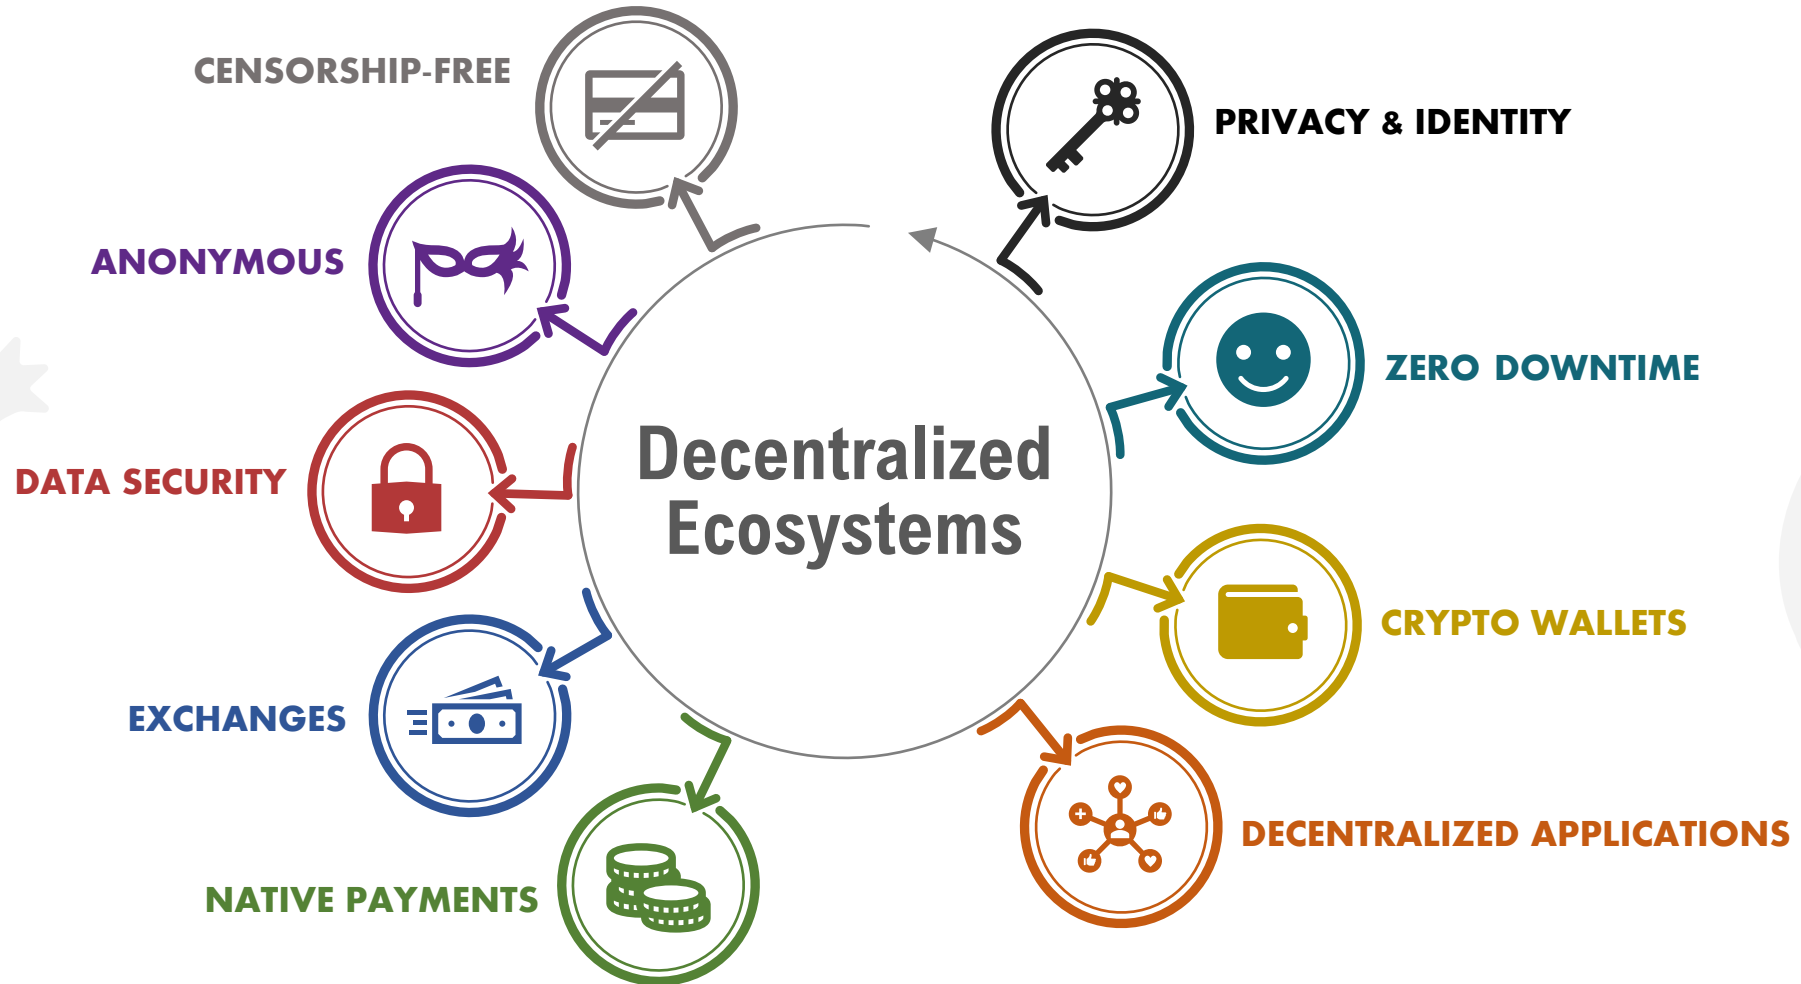 CENSORSHIP-FREE
PRIVACY & IDENTITY
ANONYMOUS
ZERO DOWNTIME
Decentralized
Ecosystems
DATA SECURITY
CRYPTO WALLETS
EXCHANGES
DECENTRALIZED APPLICATIONS
NATIVE PAYMENTS